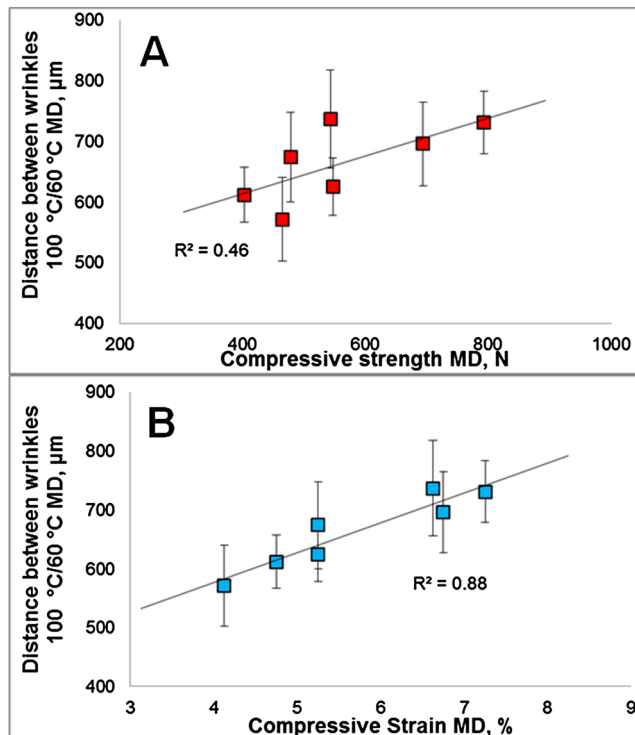 A
Distance between wrinkles
100 °C/60 °C MD, µm
900
800
700
600
500
400
R² = 0.46
200
400
600
800
1000
Compressive strength MD, N
B
Distance between wrinkles
100 °C/60 °C MD, µm
900
800
700
600
500
400
R² = 0.88
3
4
5
6
7
8
9
Compressive Strain MD, %